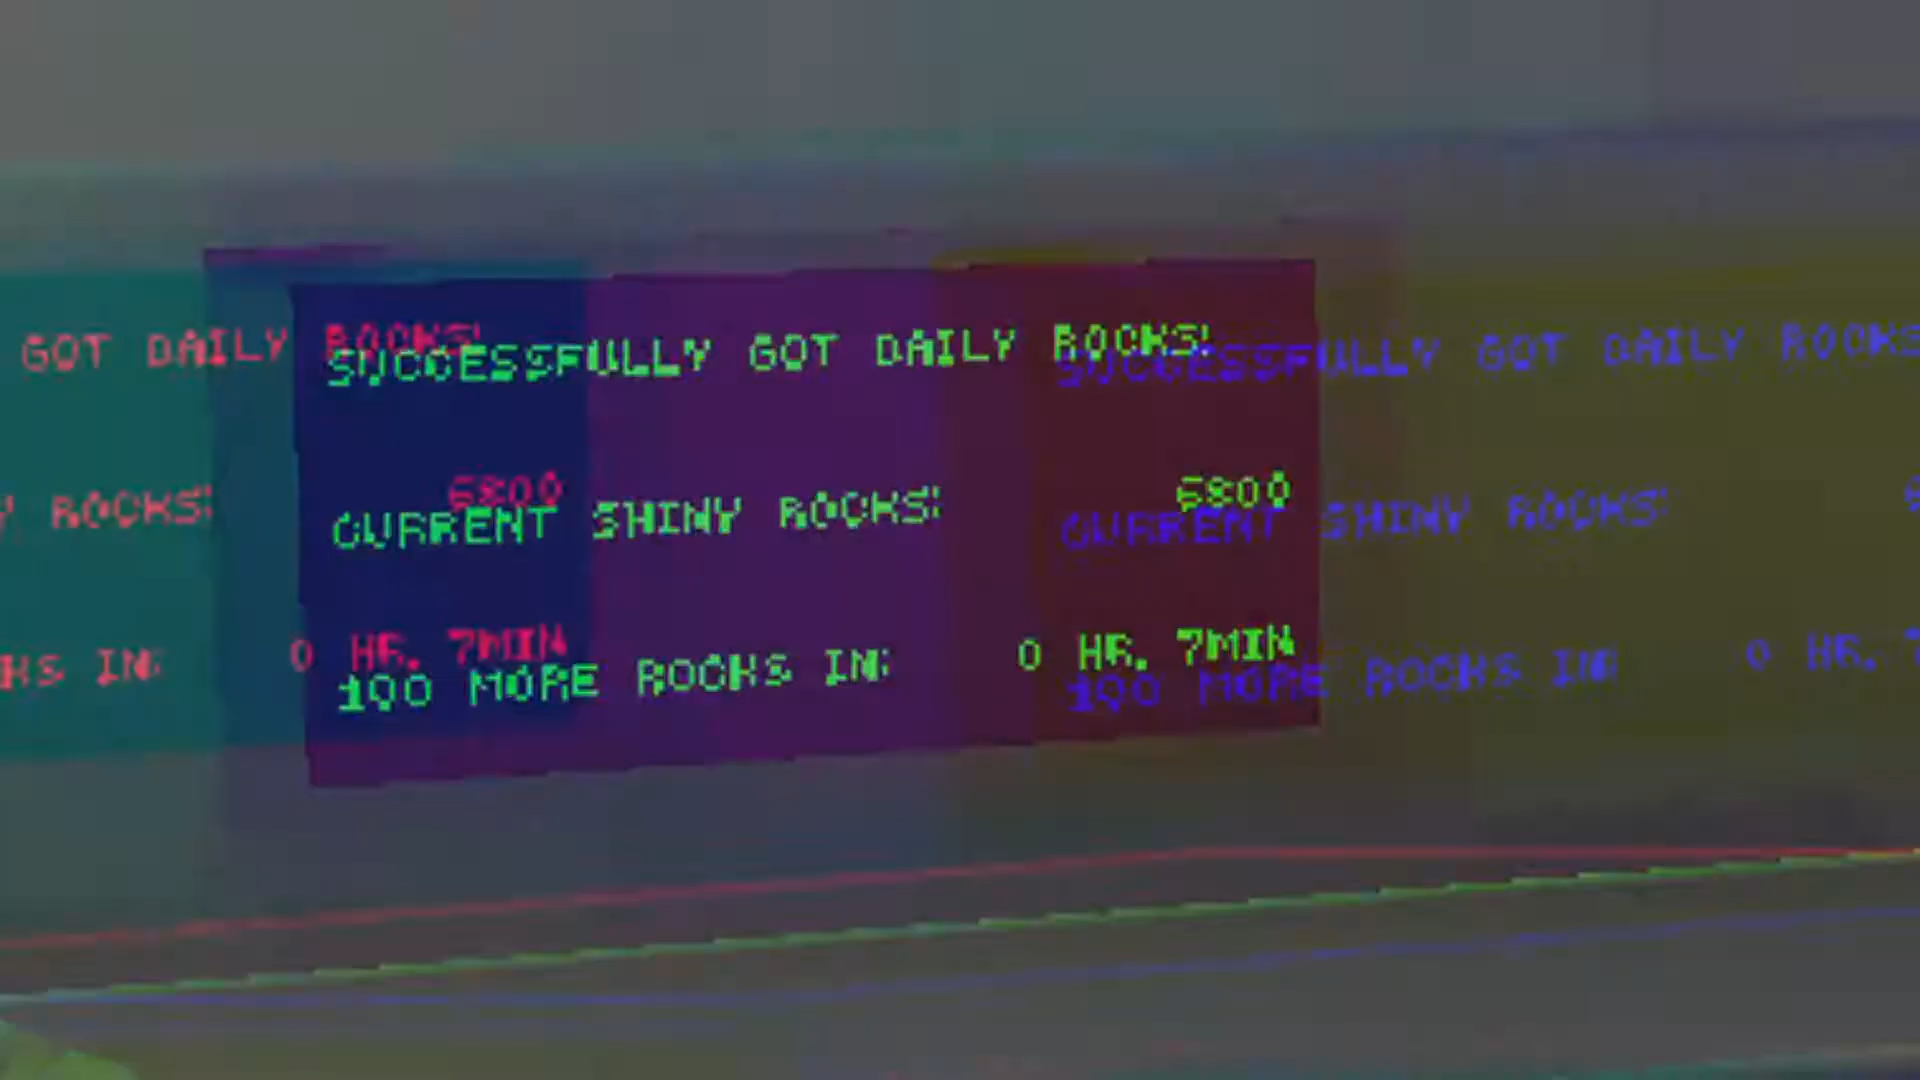 SUCCESSFULLY GOT DAILY ROCKS!
CURRENT SHINY ROCKS: 6800
100 MORE ROCKS IN: 0 HR. 7MIN